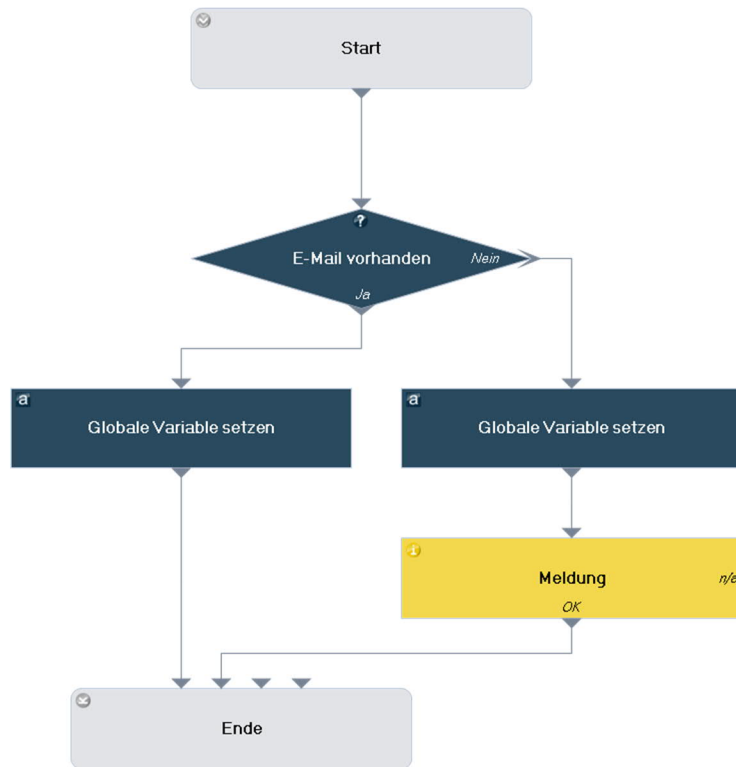 Start
?
E-Mail vorhanden
Nein
Ja
a
Globale Variable setzen
a
Globale Variable setzen
Meldung
n/a
OK
Ende